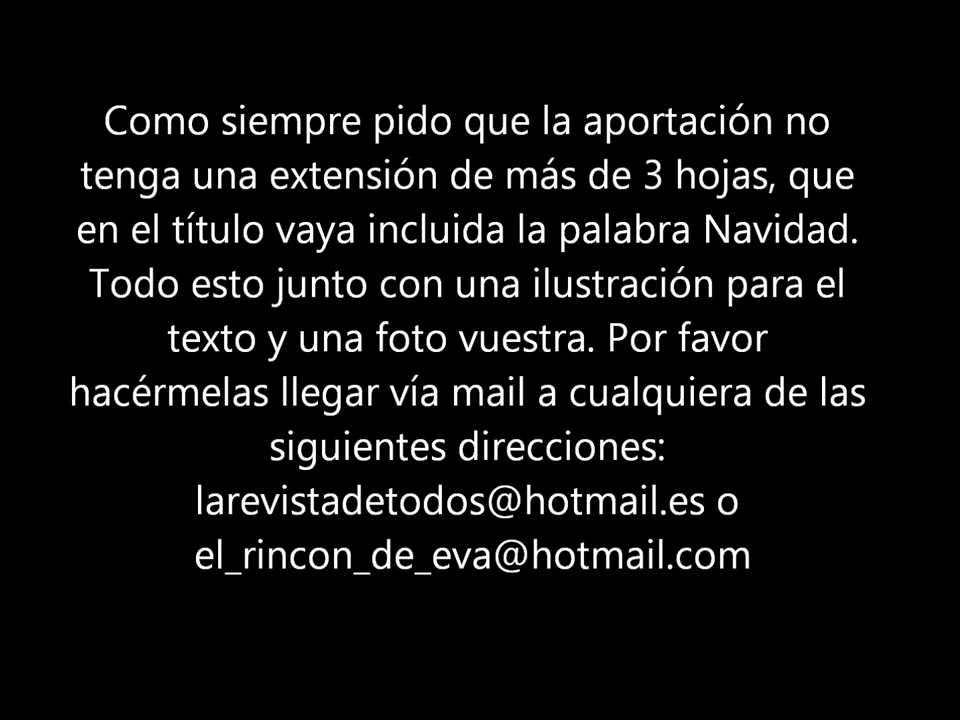 Como siempre pido que la aportación no
tenga una extensión de más de 3 hojas, que
en el título vaya incluida la palabra Navidad.
Todo esto junto con una ilustración para el
texto y una foto vuestra. Por favor
hacérmelas llegar vía mail a cualquiera de las
siguientes direcciones:
larevistadetodos@hotmail.es o
el_rincon_de_eva@hotmail.com